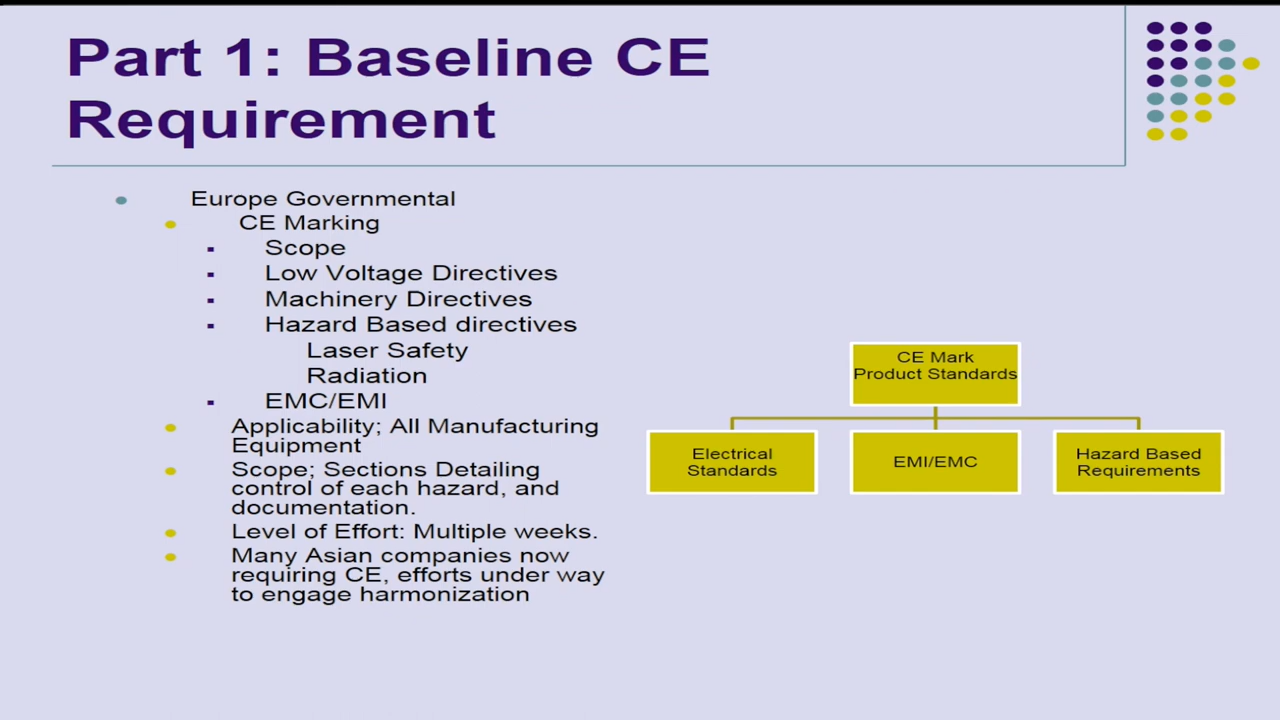 Part 1: Baseline CE
Requirement
Europe Governmental
CE Marking
Scope
Low Voltage Directives
Machinery Directives
Hazard Based directives
Laser Safety
Radiation
EMC/EMI
Applicability; All Manufacturing
Equipment
Scope; Sections Detailing
control of each hazard, and
documentation.
Level of Effort: Multiple weeks.
Many Asian companies now
requiring CE, efforts under way
to engage harmonization
CE Mark
Product Standards
Electrical
Standards
EMI/EMC
Hazard Based
Requirements